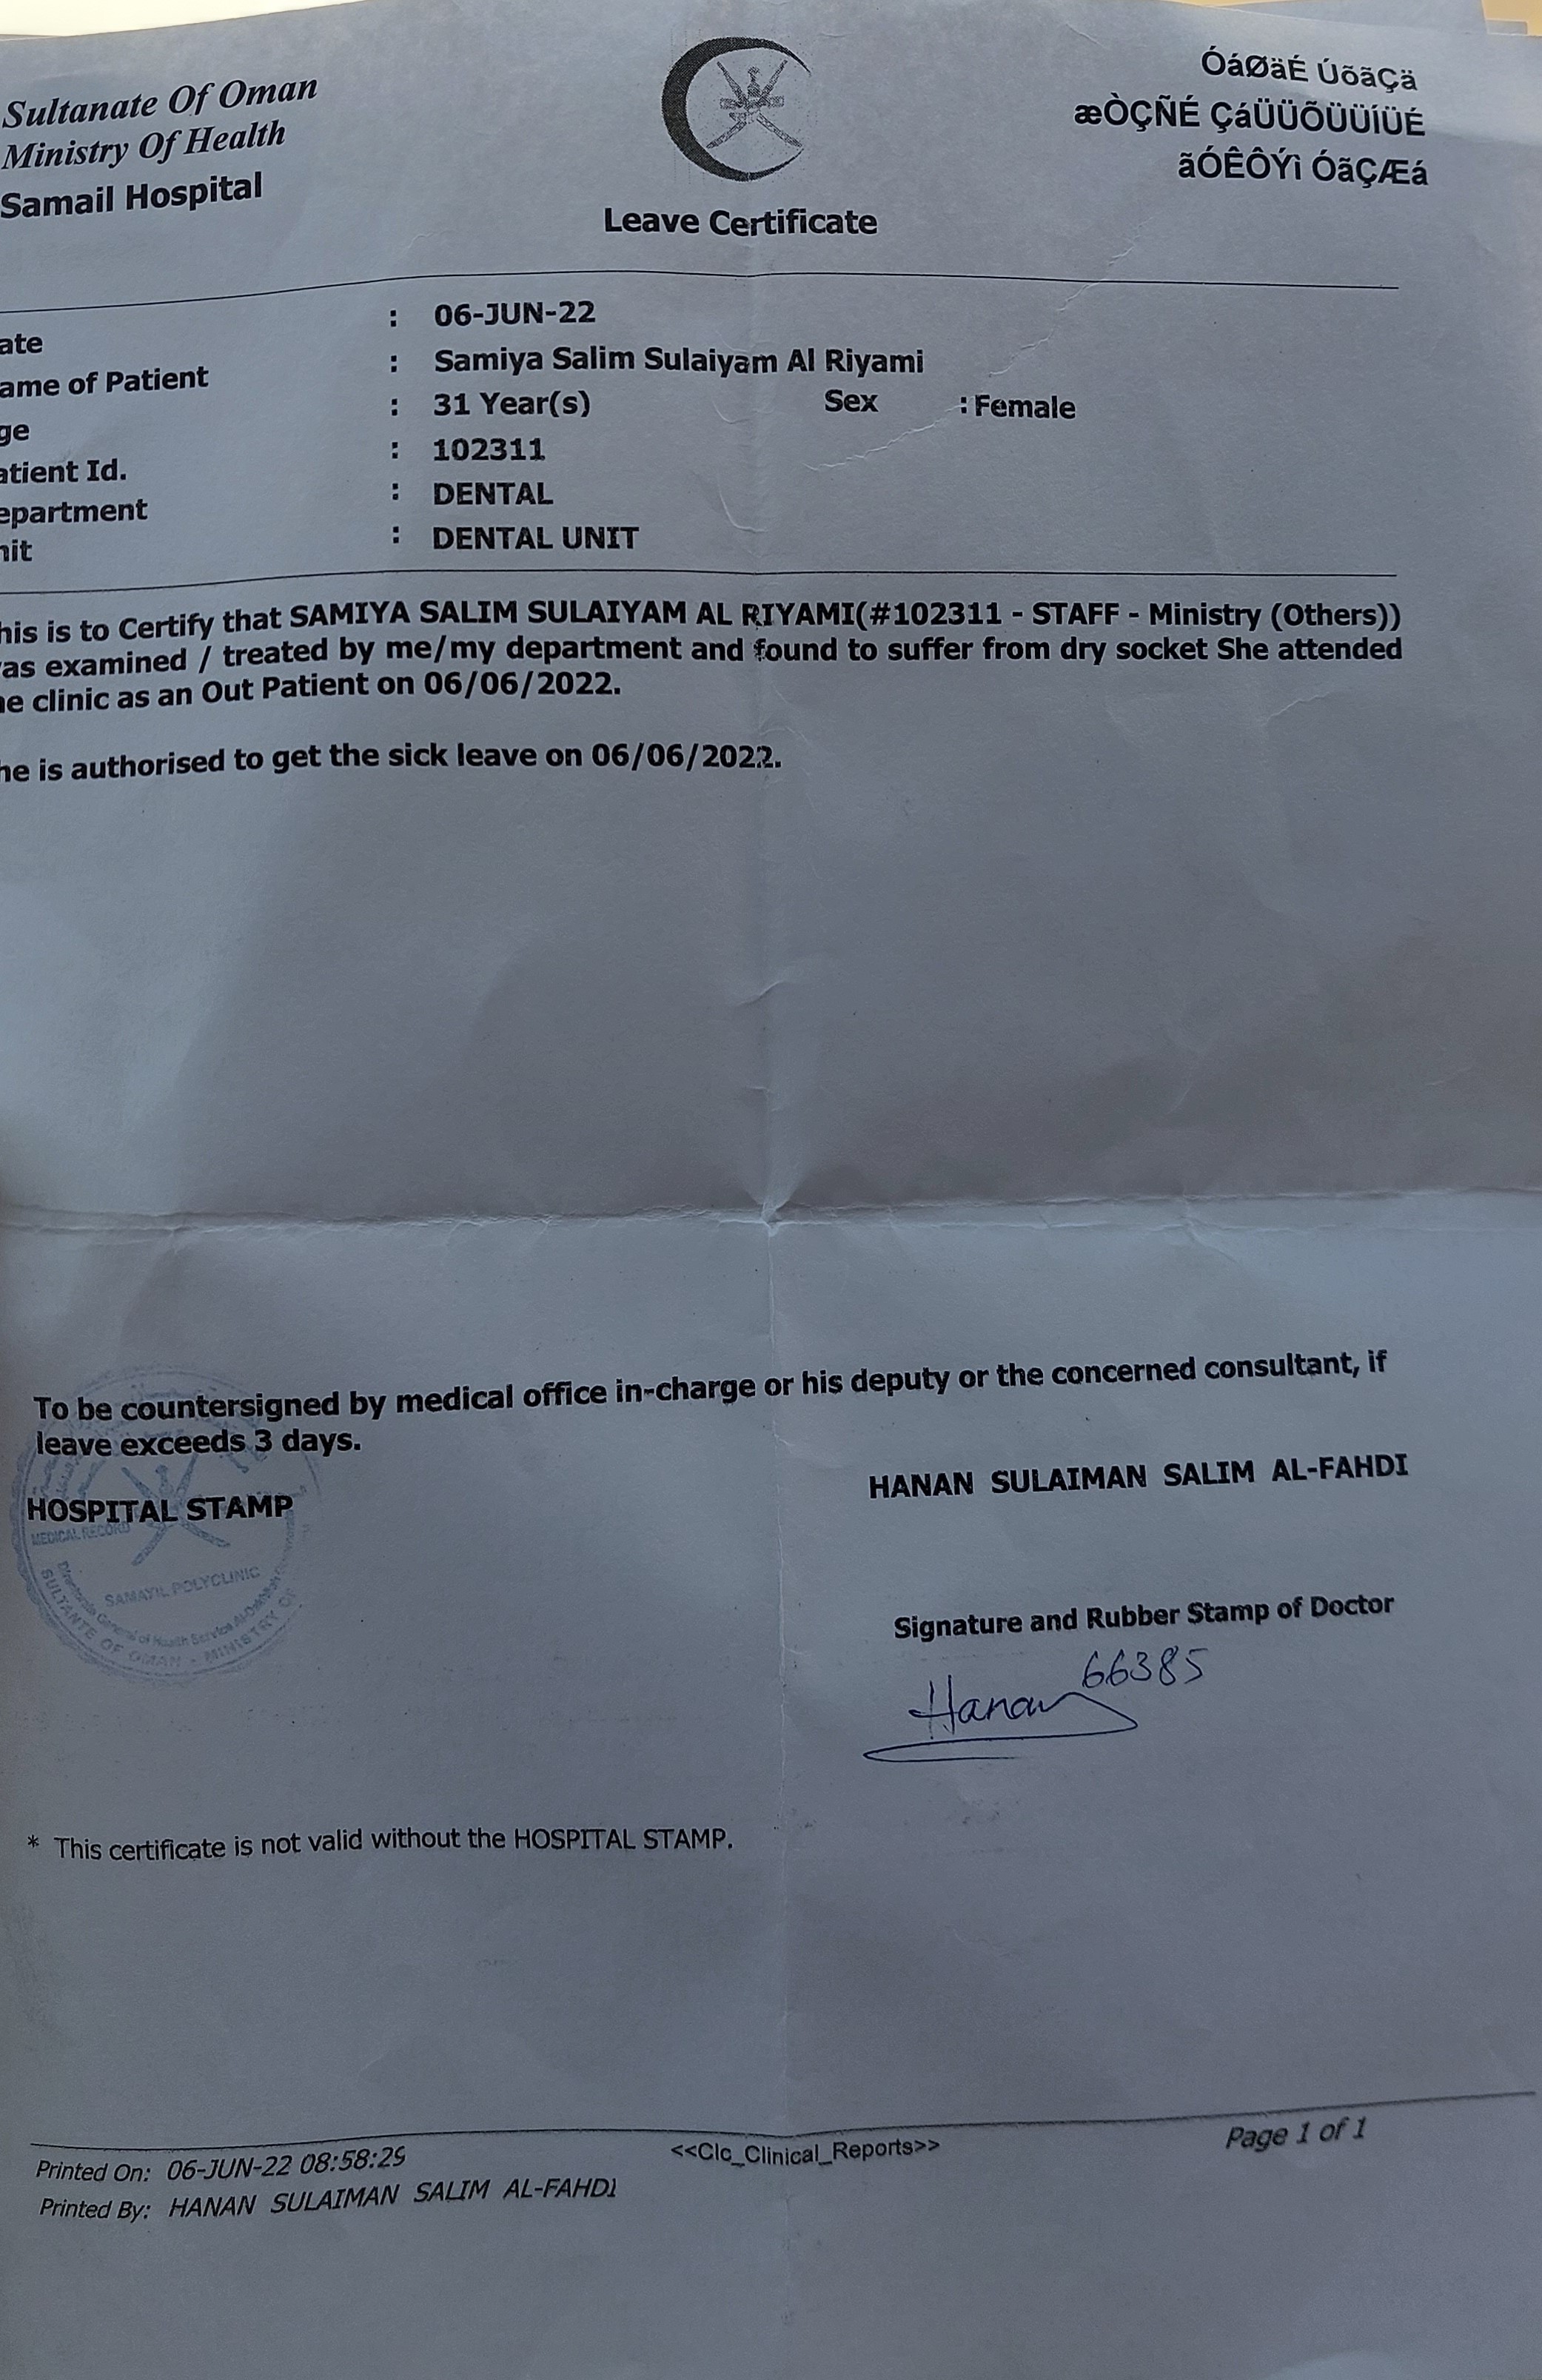 Sultanate Of Oman
Ministry Of Health
Samail Hospital
ÓáØäÉ ÚõãÇä
æÒÇÑÉ ÇáÜÜÕÜÜÍÜÉ
ãÓÊÔÝì ÓãÇÆá
Leave Certificate
ate : 06-JUN-22
ame of Patient : Samiya Salim Sulaiyam Al Riyami
ge : 31 Year(s) Sex : Female
atient Id. : 102311
epartment : DENTAL
nit : DENTAL UNIT
his is to Certify that SAMIYA SALIM SULAIYAM AL RIYAMI(#102311 - STAFF - Ministry (Others))
as examined / treated by me/my department and found to suffer from dry socket She attended
he clinic as an Out Patient on 06/06/2022.
he is authorised to get the sick leave on 06/06/2022.
To be countersigned by medical office in-charge or his deputy or the concerned consultant, if
leave exceeds 3 days.
HANAN SULAIMAN SALIM AL-FAHDI
HOSPITAL STAMP
MEDICAL RECORD
SAMAYIL POLYCLINIC
Directorate General of Health Service
SULTANTE OF OMAN - MINISTRY OF
Signature and Rubber Stamp of Doctor
66385
Hanan
* This certificate is not valid without the HOSPITAL STAMP.
Printed On: 06-JUN-22 08:58:29 <<Clc_Clinical_Reports>> Page 1 of 1
Printed By: HANAN SULAIMAN SALIM AL-FAHDI